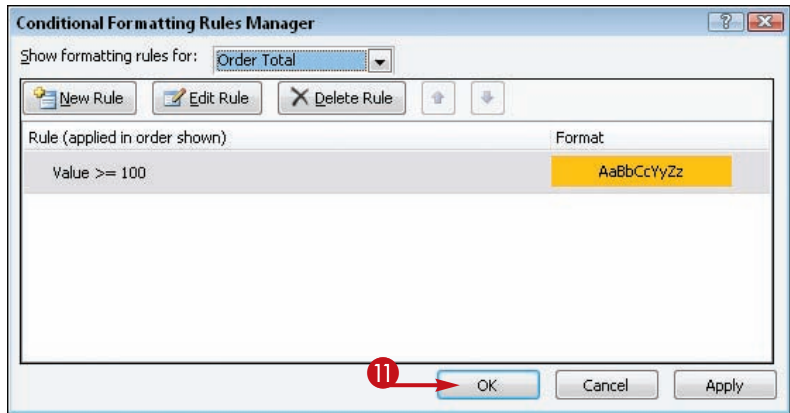 Conditional Formatting Rules Manager
Show formatting rules for: Order Total
New Rule Edit Rule Delete Rule
Rule (applied in order shown) Format
Value >= 100 AaBbCcYyZz
11 OK Cancel Apply